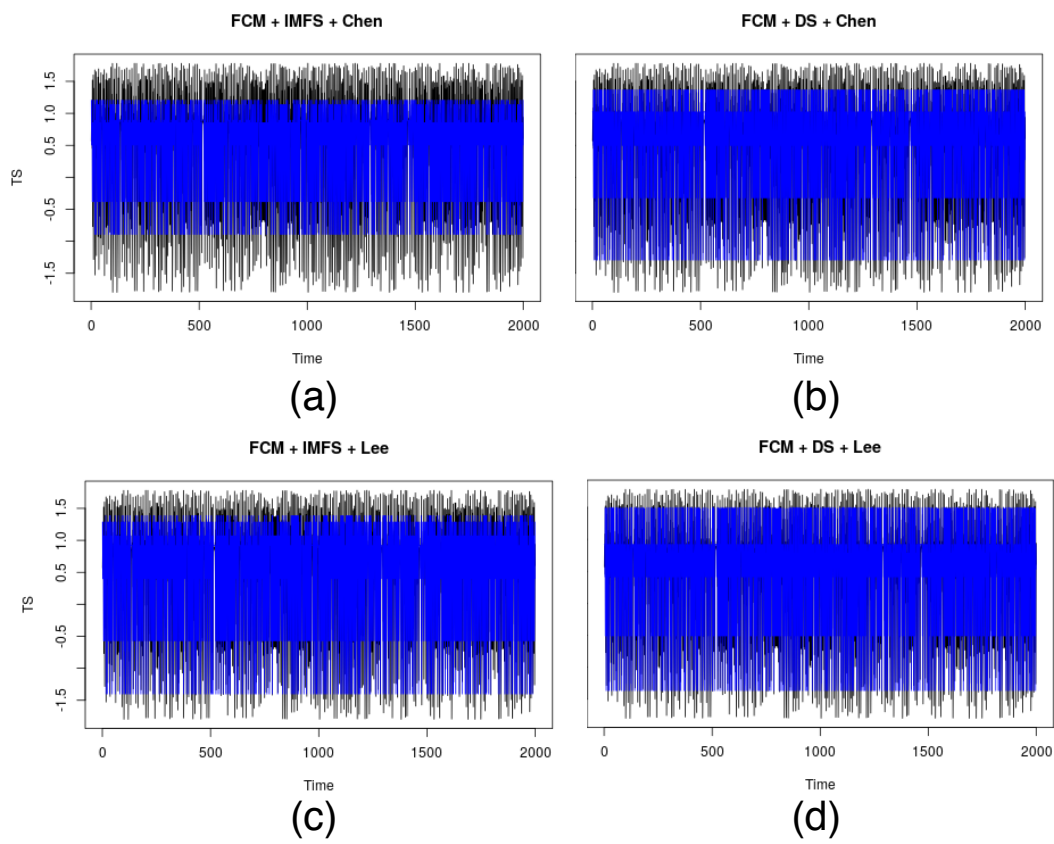 FCM + IMFS + Chen
FCM + DS + Chen
TS
1.5
1.0
0.5
-0.5
-1.5
0 500 1000 1500 2000
0 500 1000 1500 2000
Time
Time
(a)
(b)
FCM + IMFS + Lee
FCM + DS + Lee
TS
1.5
1.0
0.5
-0.5
-1.5
0 500 1000 1500 2000
0 500 1000 1500 2000
Time
Time
(c)
(d)